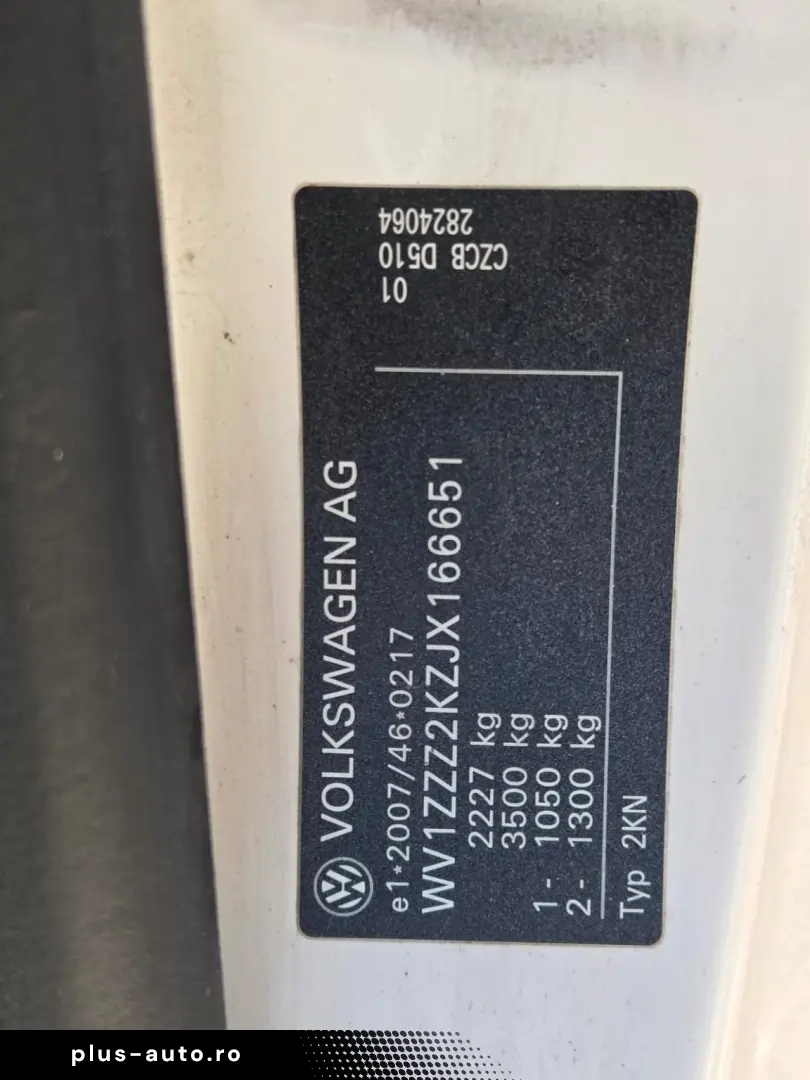 VOLKSWAGEN AG
e1*2007/46*0217
WV1ZZZ2KZJX166651
2227 kg
3500 kg
1 - 1050 kg
2 - 1300 kg
Typ 2KN
01
CZCB D510
2824064
plus-auto.ro